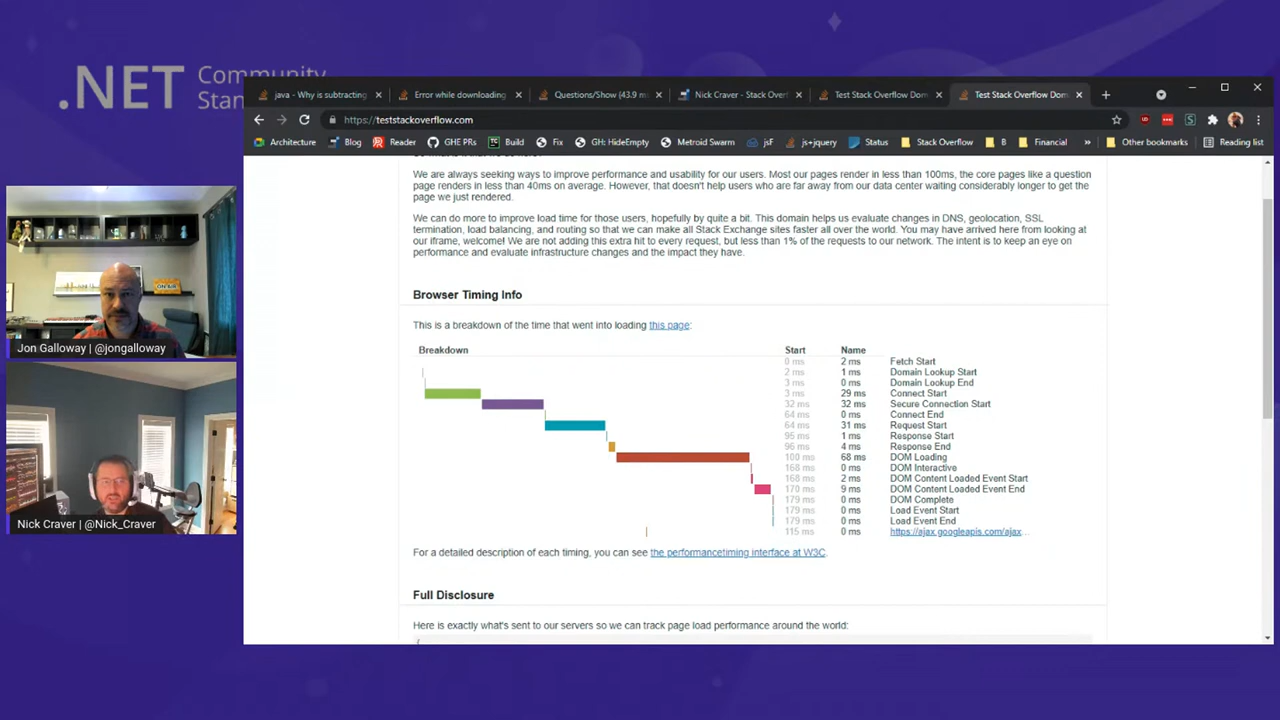 .NET Community
Stan
java - Why is subtracting
Error while downloading
Questions/Show (43.9 m
Nick Craver - Stack Overf
Test Stack Overflow Dom
Test Stack Overflow Dom
https://teststackoverflow.com
Architecture
Blog
Reader
GHE PRs
Build
Fix
GH: HideEmpty
Metroid Swarm
jsF
js+jquery
Status
Stack Overflow
B
Financial
»
Other bookmarks
Reading list
We are always seeking ways to improve performance and usability for our users. Most our pages render in less than 100ms, the core pages like a question
page renders in less than 40ms on average. However, that doesn't help users who are far away from our data center waiting considerably longer to get the
page we just rendered.
We can do more to improve load time for those users, hopefully by quite a bit. This domain helps us evaluate changes in DNS, geolocation, SSL
termination, load balancing, and routing so that we can make all Stack Exchange sites faster all over the world. You may have arrived here from looking at
our iframe, welcome! We are not adding this extra hit to every request, but less than 1% of the requests to our network. The intent is to keep an eye on
performance and evaluate infrastructure changes and the impact they have.
Browser Timing Info
This is a breakdown of the time that went into loading this page:
Breakdown Start Name
0 ms 2 ms Fetch Start
2 ms 1 ms Domain Lookup Start
3 ms 0 ms Domain Lookup End
3 ms 29 ms Connect Start
32 ms 32 ms Secure Connection Start
64 ms 0 ms Connect End
64 ms 31 ms Request Start
95 ms 1 ms Response Start
96 ms 4 ms Response End
100 ms 68 ms DOM Loading
168 ms 0 ms DOM Interactive
168 ms 2 ms DOM Content Loaded Event Start
170 ms 9 ms DOM Content Loaded Event End
179 ms 0 ms DOM Complete
179 ms 0 ms Load Event Start
179 ms 0 ms Load Event End
115 ms 0 ms https://ajax.googleapis.com/ajax...
For a detailed description of each timing, you can see the performancetiming interface at W3C.
Full Disclosure
Here is exactly what's sent to our servers so we can track page load performance around the world:
{
ON AIR
Jon Galloway | @jongalloway
Nick Craver | @Nick_Craver